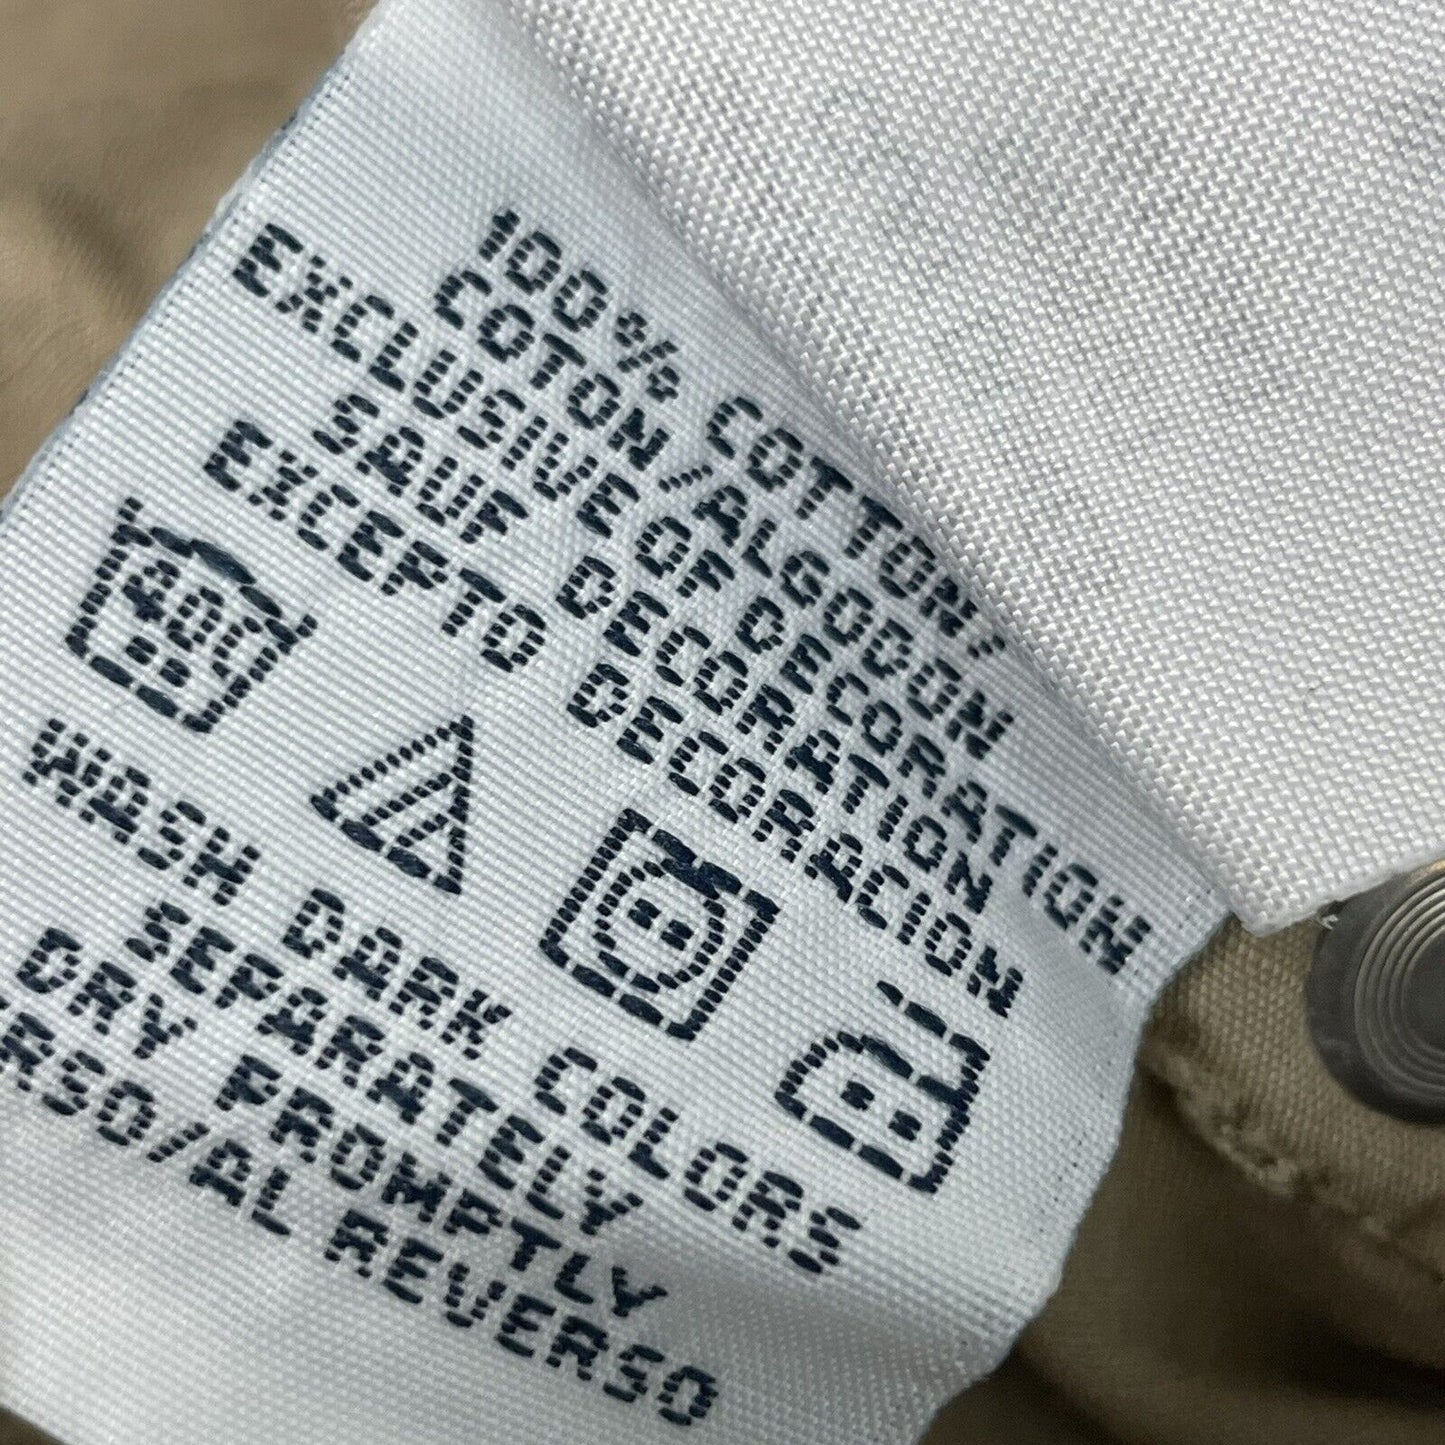 100% COTTON/
COTON/ALGODON
EXCLUSIVE OF DECORATION
SAUF DECORATION
EXCEPTO DECORACION
40C
WASH DARK COLORS
SEPARATELY
DRY PROMPTLY
/AL REVERSO